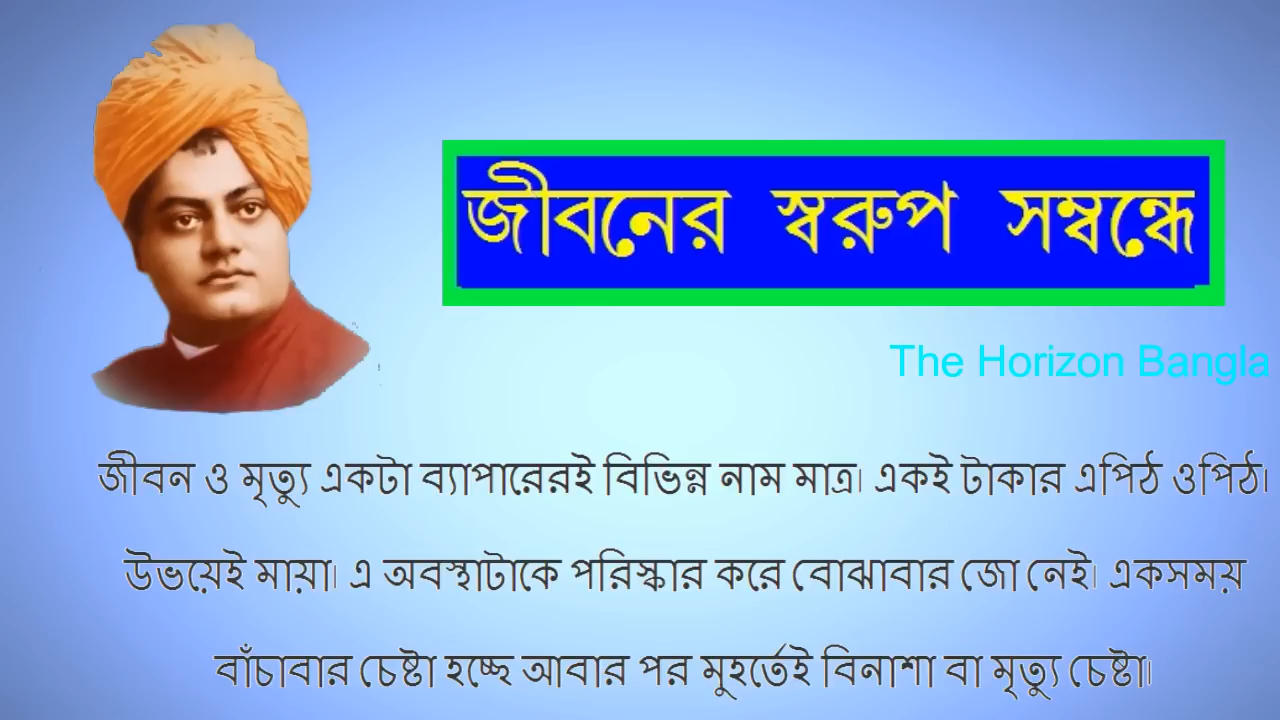 জীবনের স্বরুপ সম্বন্ধে
The Horizon Bangla
জীবন ও মৃত্যু একটা ব্যাপারেরই বিভিন্ন নাম মাত্র। একই টাকার এপিঠ ওপিঠ।
উভয়েই মায়া। এ অবস্থাটাকে পরিস্কার করে বোঝাবার জো নেই। একসময়
বাঁচাবার চেষ্টা হচ্ছে আবার পর মুহর্তেই বিনাশা বা মৃত্যু চেষ্টা।